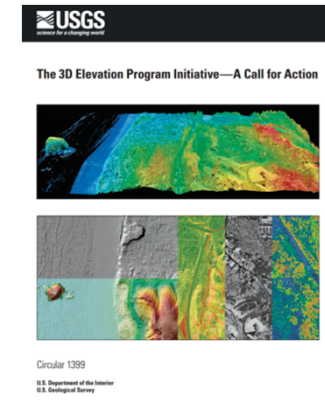 USGS
science for a changing world
The 3D Elevation Program Initiative—A Call for Action
Circular 1399
U.S. Department of the Interior
U.S. Geological Survey